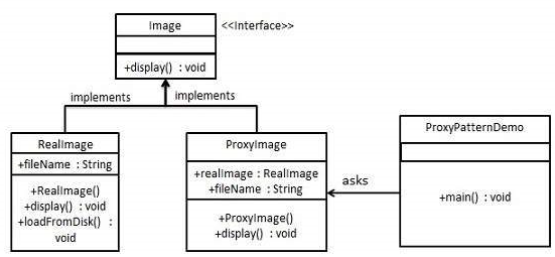 Image <<Interface>>
+display() : void
implements implements
RealImage
+fileName : String
+RealImage()
+display() : void
+loadFromDisk() :
void
ProxyImage
+realImage : RealImage
+fileName : String
+ProxyImage()
+display() : void
asks
ProxyPatternDemo
+main() : void